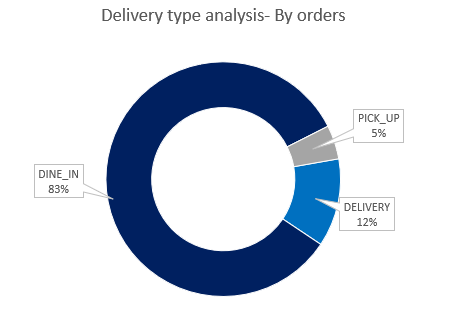 Delivery type analysis- By orders
PICK_UP
5%
DINE_IN
83%
DELIVERY
12%